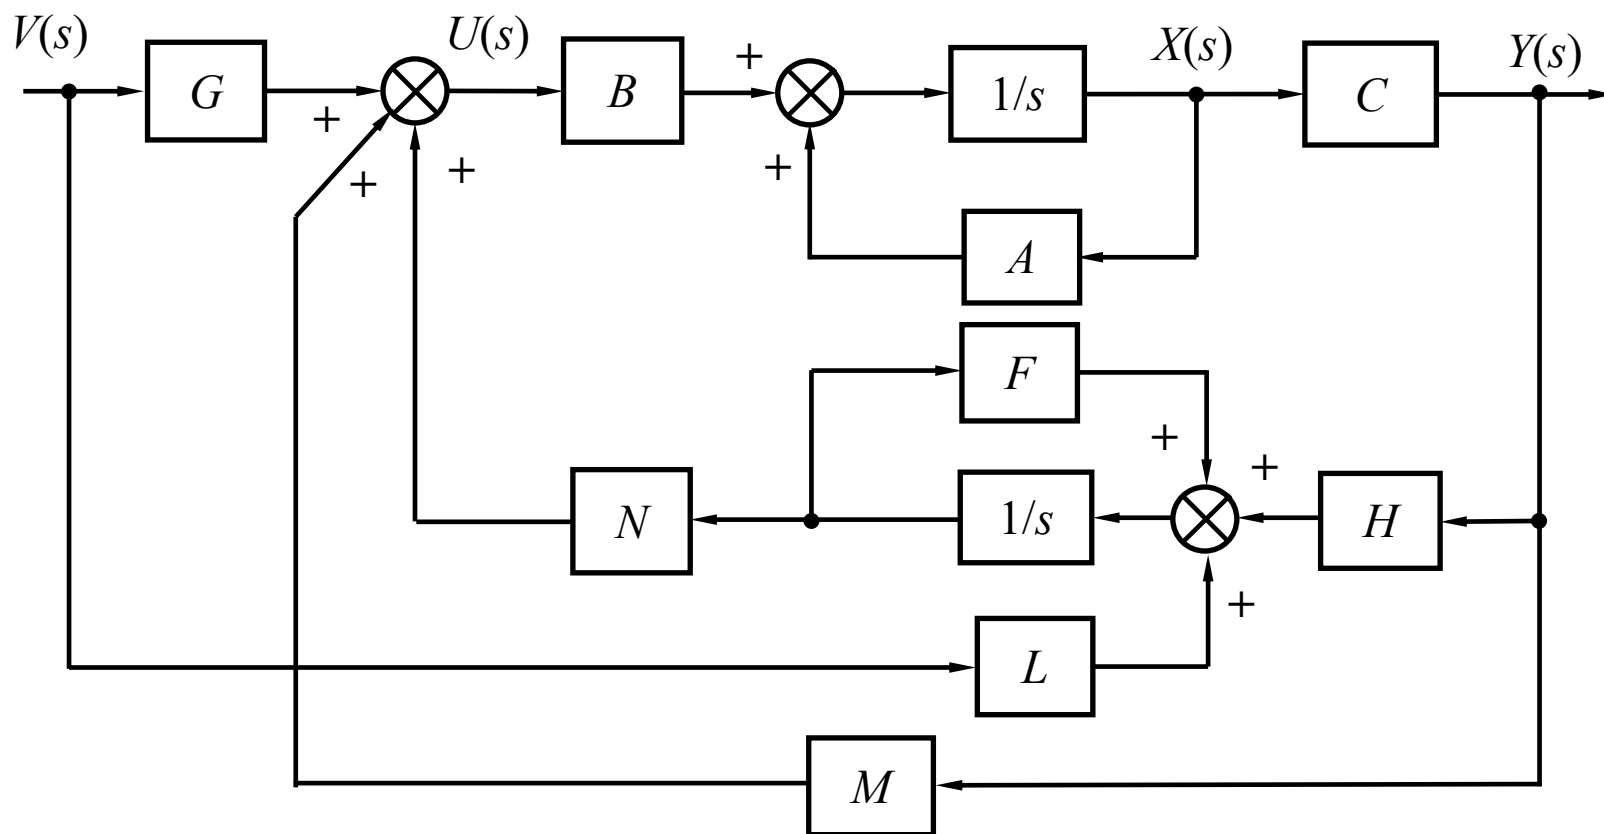 V(s) U(s) X(s) Y(s)
G + B + 1/s C
+ + +
A
F
+ +
N 1/s H
+
L
M